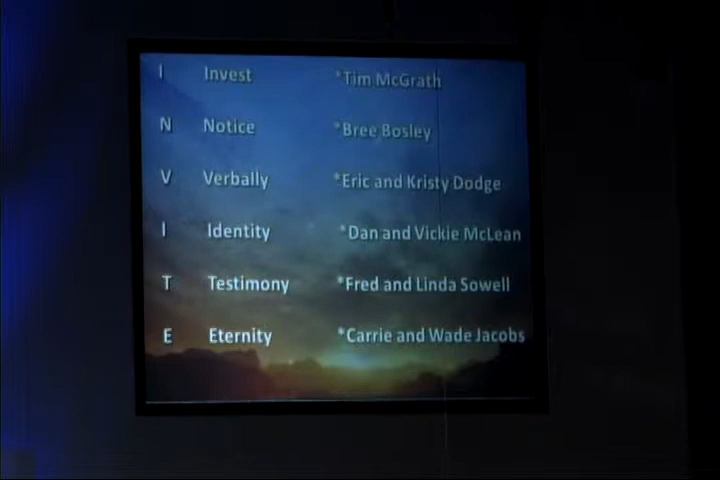 I Invest *Tim McGrath
N Notice *Bree Bosley
V Verbally *Eric and Kristy Dodge
I Identity *Dan and Vickie McLean
T Testimony *Fred and Linda Sowell
E Eternity *Carrie and Wade Jacobs